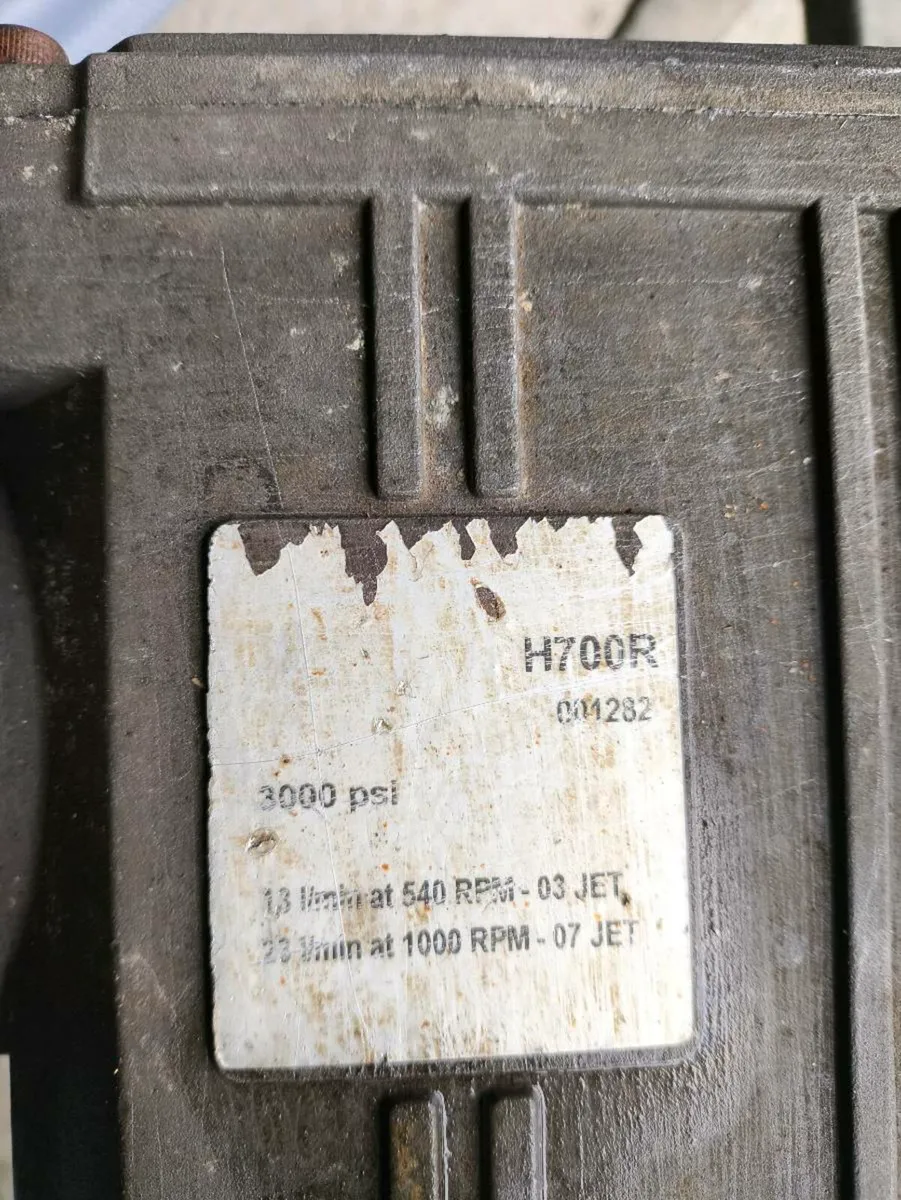 H700R
001282
3000 psi
13 l/min at 540 RPM - 03 JET
23 l/min at 1000 RPM - 07 JET